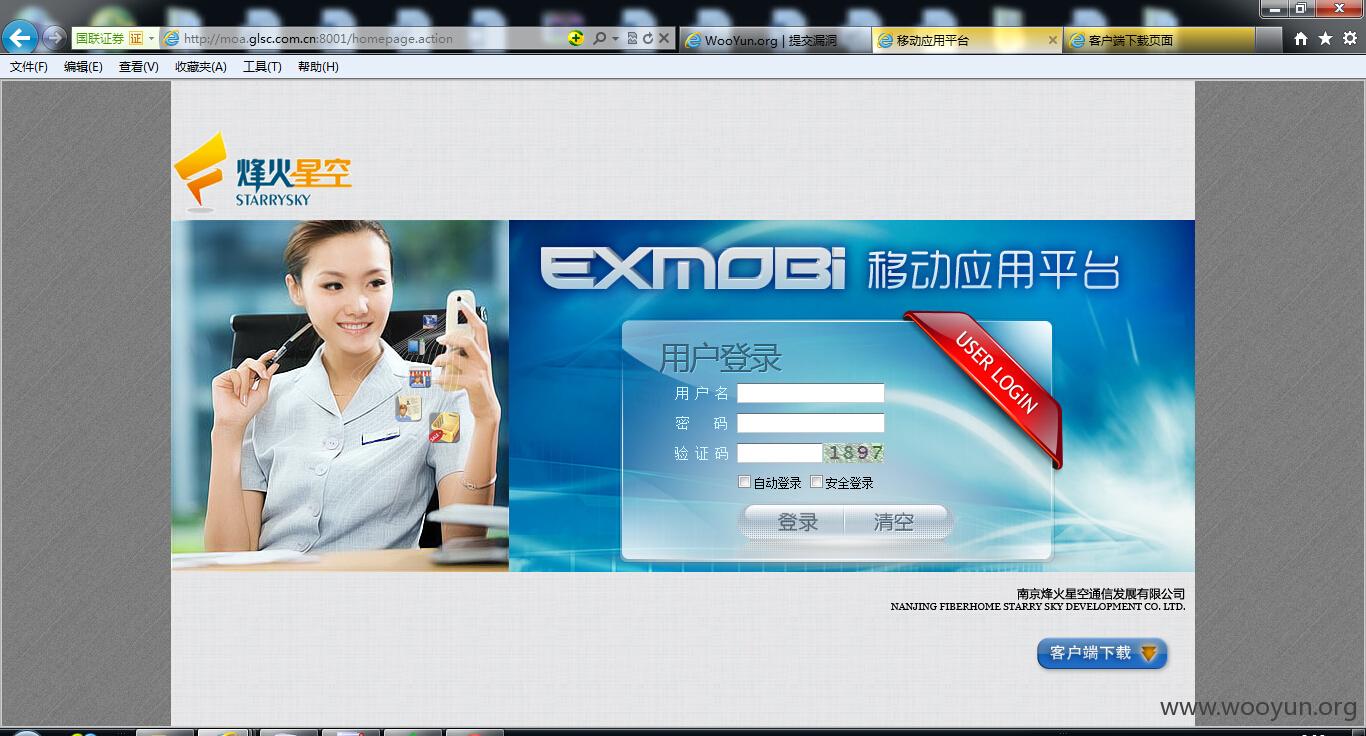 国联证券 证 http://moa.glsc.com.cn:8001/homepage.action WooYun.org | 提交漏洞 移动应用平台 客户端下载页面
文件(F) 编辑(E) 查看(V) 收藏夹(A) 工具(T) 帮助(H)
烽火星空
STARRYSKY
EXMOBi 移动应用平台
USER LOGIN
用户登录
用户名
密 码
验证码 1897
自动登录 安全登录
登录 清空
南京烽火星空通信发展有限公司
NANJING FIBERHOME STARRY SKY DEVELOPMENT CO. LTD.
客户端下载
www.wooyun.org